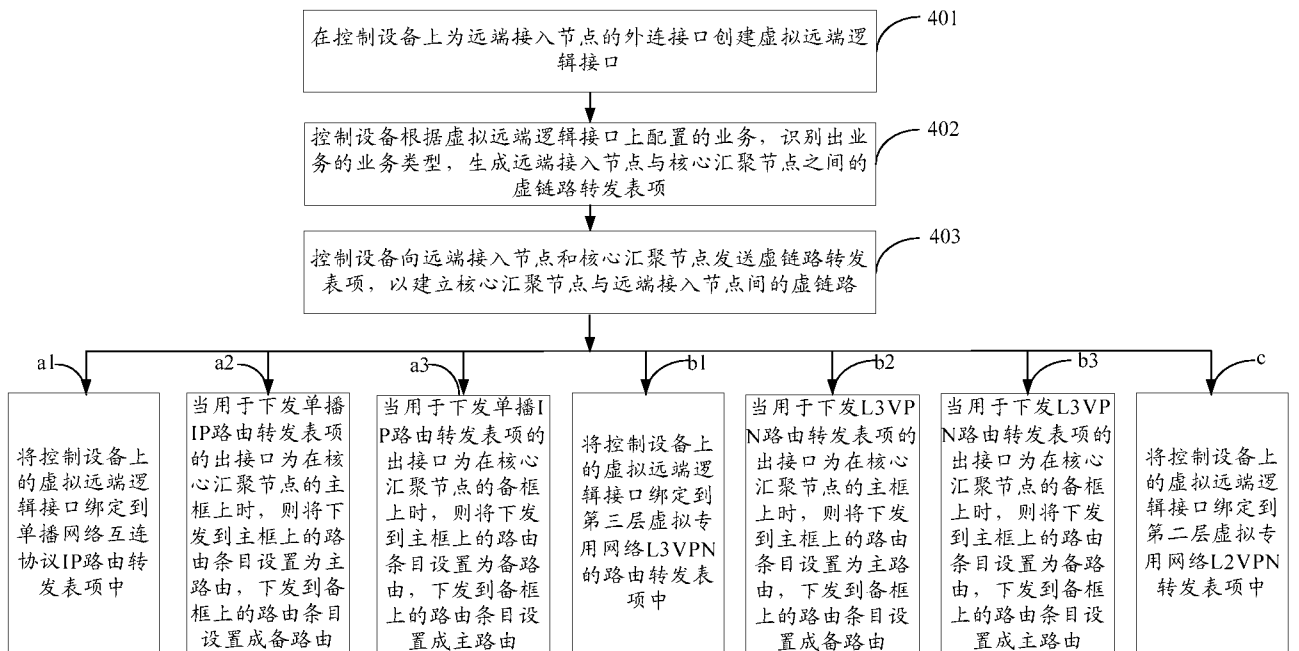 在控制设备上为远端接入节点的外连接口创建虚拟远端逻
辑接口
401
控制设备根据虚拟远端逻辑接口上配置的业务，识别出业
务的业务类型，生成远端接入节点与核心汇聚节点之间的
虚链路转发表项
402
控制设备向远端接入节点和核心汇聚节点发送虚链路转发
表项，以建立核心汇聚节点与远端接入节点间的虚链路
403
a1
将控制设备上
的虚拟远端逻
辑接口绑定到
单播网络互连
协议IP路由转
发表项中
a2
当用于下发单播
IP路由转发表项
的出接口为在核
心汇聚节点的主
框上时，则将下
发到主框上的路
由条目设置为主
路由，下发到备
框上的路由条目
设置成备路由
a3
当用于下发单播I
P路由转发表项的
出接口为在核心
汇聚节点的备框
上时，则将下发
到主框上的路由
条目设置为备路
由，下发到备框
上的路由条目设
置成主路由
b1
将控制设备上
的虚拟远端逻
辑接口绑定到
第三层虚拟专
用网络L3VPN
的路由转发表
项中
b2
当用于下发L3VP
N路由转发表项的
出接口为在核心
汇聚节点的主框
上时，则将下发
到主框上的路由
条目设置为主路
由，下发到备框
上的路由条目设
置成备路由
b3
当用于下发L3VP
N路由转发表项的
出接口为在核心
汇聚节点的备框
上时，则将下发
到主框上的路由
条目设置为备路
由，下发到备框
上的路由条目设
置成主路由
c
将控制设备上
的虚拟远端逻
辑接口绑定到
第二层虚拟专
用网络L2VPN
转发表项中